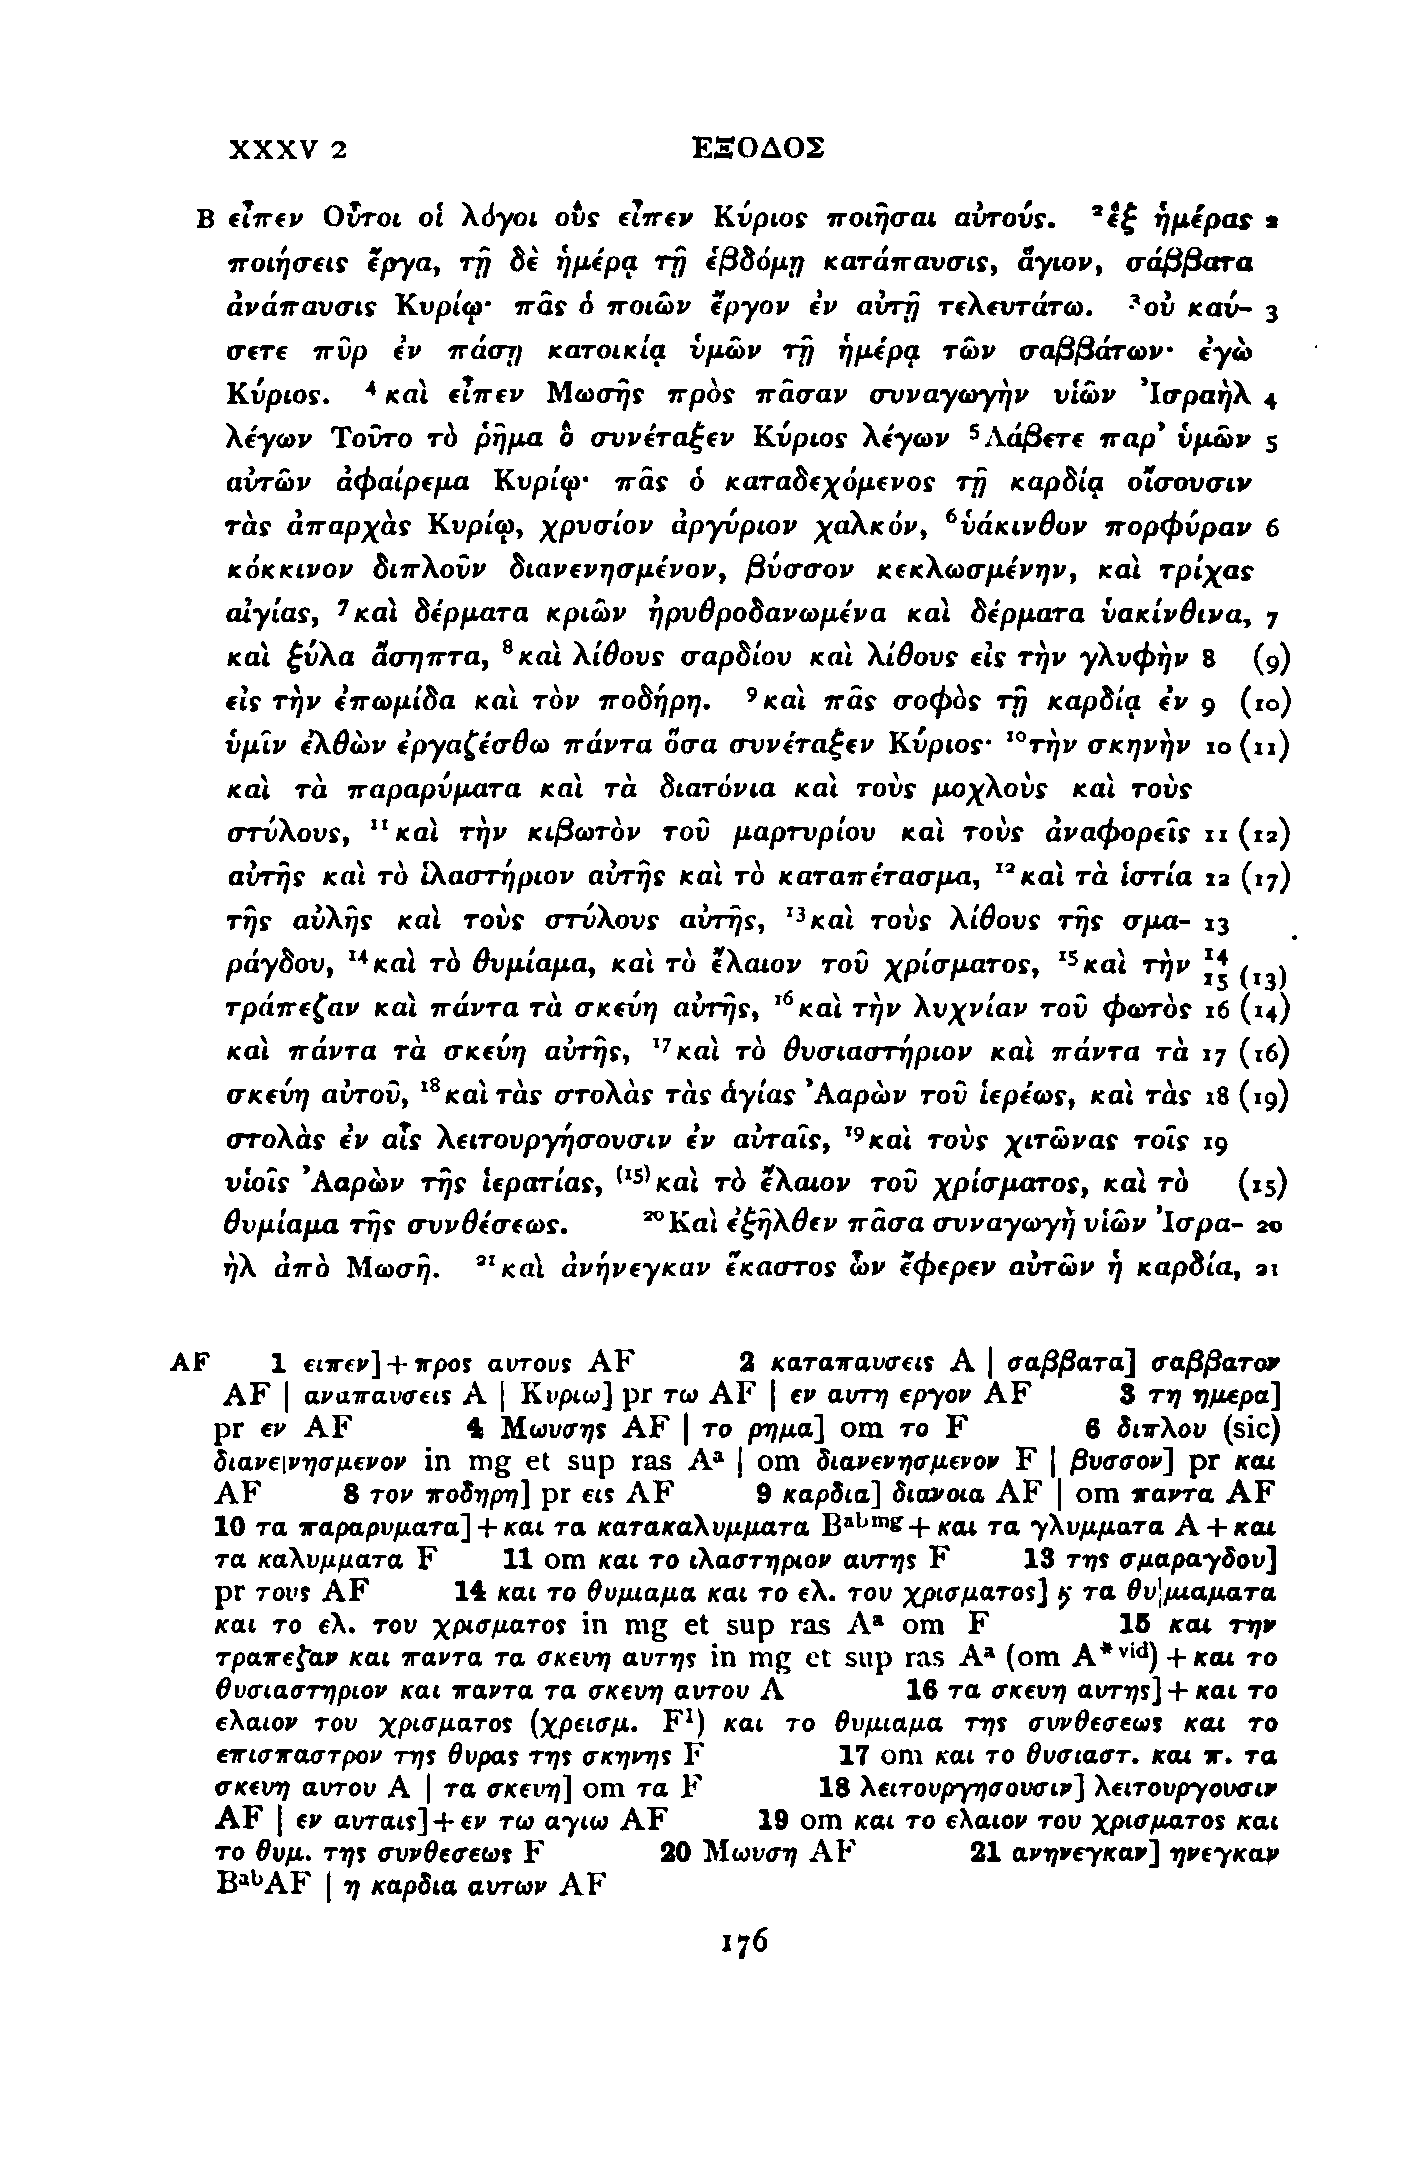 XXXV 2 ΕΞΟΔΟΣ
B εἶπεν Οὗτοι οἱ λόγοι οὓς εἶπεν Κύριος ποιῆσαι αὐτούς. ²ἓξ ἡμέρας 2
ποιήσεις ἔργα, τῇ δὲ ἡμέρᾳ τῇ ἑβδόμῃ κατάπαυσις, ἅγιον, σάββατα
ἀνάπαυσις Κυρίῳ· πᾶς ὁ ποιῶν ἔργον ἐν αὐτῇ τελευτάτω. ³οὐ καύ- 3
σετε πῦρ ἐν πάσῃ κατοικίᾳ ὑμῶν τῇ ἡμέρᾳ τῶν σαββάτων· ἐγὼ
Κύριος. ⁴καὶ εἶπεν Μωσῆς πρὸς πᾶσαν συναγωγὴν υἱῶν Ἰσραὴλ 4
λέγων Τοῦτο τὸ ῥῆμα ὃ συνέταξεν Κύριος λέγων ⁵Λάβετε παρ’ ὑμῶν 5
αὐτῶν ἀφαίρεμα Κυρίῳ· πᾶς ὁ καταδεχόμενος τῇ καρδίᾳ οἴσουσιν
τὰς ἀπαρχὰς Κυρίῳ, χρυσίον ἀργύριον χαλκόν, ⁶ὑάκινθον πορφύραν 6
κόκκινον διπλοῦν διανενησμένον, βύσσον κεκλωσμένην, καὶ τρίχας
αἰγίας, ⁷καὶ δέρματα κριῶν ἠρυθροδανωμένα καὶ δέρματα ὑακίνθινα, 7
καὶ ξύλα ἄσηπτα, ⁸καὶ λίθους σαρδίου καὶ λίθους εἰς τὴν γλυφὴν 8 (9)
εἰς τὴν ἐπωμίδα καὶ τὸν ποδήρη. ⁹καὶ πᾶς σοφὸς τῇ καρδίᾳ ἐν 9 (10)
ὑμῖν ἐλθὼν ἐργαζέσθω πάντα ὅσα συνέταξεν Κύριος· ¹⁰τὴν σκηνὴν 10 (11)
καὶ τὰ παραρύματα καὶ τὰ διατόνια καὶ τοὺς μοχλοὺς καὶ τοὺς
στύλους, ¹¹καὶ τὴν κιβωτὸν τοῦ μαρτυρίου καὶ τοὺς ἀναφορεῖς 11 (12)
αὐτῆς καὶ τὸ ἱλαστήριον αὐτῆς καὶ τὸ καταπέτασμα, ¹²καὶ τὰ ἱστία 12 (17)
τῆς αὐλῆς καὶ τοὺς στύλους αὐτῆς, ¹³καὶ τοὺς λίθους τῆς σμα- 13
ράγδου, ¹⁴καὶ τὸ θυμίαμα, καὶ τὸ ἔλαιον τοῦ χρίσματος, ¹⁵καὶ τὴν 14 15 (13)
τράπεζαν καὶ πάντα τὰ σκεύη αὐτῆς, ¹⁶καὶ τὴν λυχνίαν τοῦ φωτὸς 16 (14)
καὶ πάντα τὰ σκεύη αὐτῆς, ¹⁷καὶ τὸ θυσιαστήριον καὶ πάντα τὰ 17 (16)
σκεύη αὐτοῦ, ¹⁸καὶ τὰς στολὰς τὰς ἁγίας Ἀαρὼν τοῦ ἱερέως, καὶ τὰς 18 (19)
στολὰς ἐν αἷς λειτουργήσουσιν ἐν αὐταῖς, ¹⁹καὶ τοὺς χιτῶνας τοῖς 19
υἱοῖς Ἀαρὼν τῆς ἱερατίας, ⁽¹⁵⁾καὶ τὸ ἔλαιον τοῦ χρίσματος, καὶ τὸ (15)
θυμίαμα τῆς συνθέσεως. ²⁰Καὶ ἐξῆλθεν πᾶσα συναγωγὴ υἱῶν Ἰσρα- 20
ὴλ ἀπὸ Μωσῆ. ²¹καὶ ἀνήνεγκαν ἕκαστος ὧν ἔφερεν αὐτῶν ἡ καρδία, 21
AF 1 ειπεν]+προς αυτους AF 2 καταπαυσεις A | σαββατα] σαββατον
AF | αναπαυσεις A | Κυριω] pr τω AF | εν αυτη εργον AF 3 τη ημερα]
pr εν AF 4 Μωυσης AF | το ρημα] om το F 6 διπλου (sic)
διανε|νησμενον in mg et sup ras Aᵃ | om διανενησμενον F | βυσσον] pr και
AF 8 τον ποδηρη] pr εις AF 9 καρδια] διανοια AF | om παντα AF
10 τα παραρυματα]+και τα κατακαλυμματα Bᵃᵇᵐᵍ+και τα γλυμματα A+και
τα καλυμματα F 11 om και το ιλαστηριον αυτης F 13 της σμαραγδου]
pr τους AF 14 και το θυμιαμα και το ελ. του χρισματος] ϗ τα θυ|μιαματα
και το ελ. του χρισματος in mg et sup ras Aᵃ om F 15 και την
τραπεζαν και παντα τα σκευη αυτης in mg et sup ras Aᵃ (om A*ᵛⁱᵈ)+και το
θυσιαστηριον και παντα τα σκευη αυτου A 16 τα σκευη αυτης]+και το
ελαιον του χρισματος (χρεισμ. F¹) και το θυμιαμα της συνθεσεως και το
επισπαστρον της θυρας της σκηνης F 17 om και το θυσιαστ. και π. τα
σκευη αυτου A | τα σκευη] om τα F 18 λειτουργησουσιν] λειτουργουσιν
AF | εν αυταις]+εν τω αγιω AF 19 om και το ελαιον του χρισματος και
το θυμ. της συνθεσεως F 20 Μωυση AF 21 ανηνεγκαν] ηνεγκαν
BᵃᵇAF | η καρδια αυτων AF
176